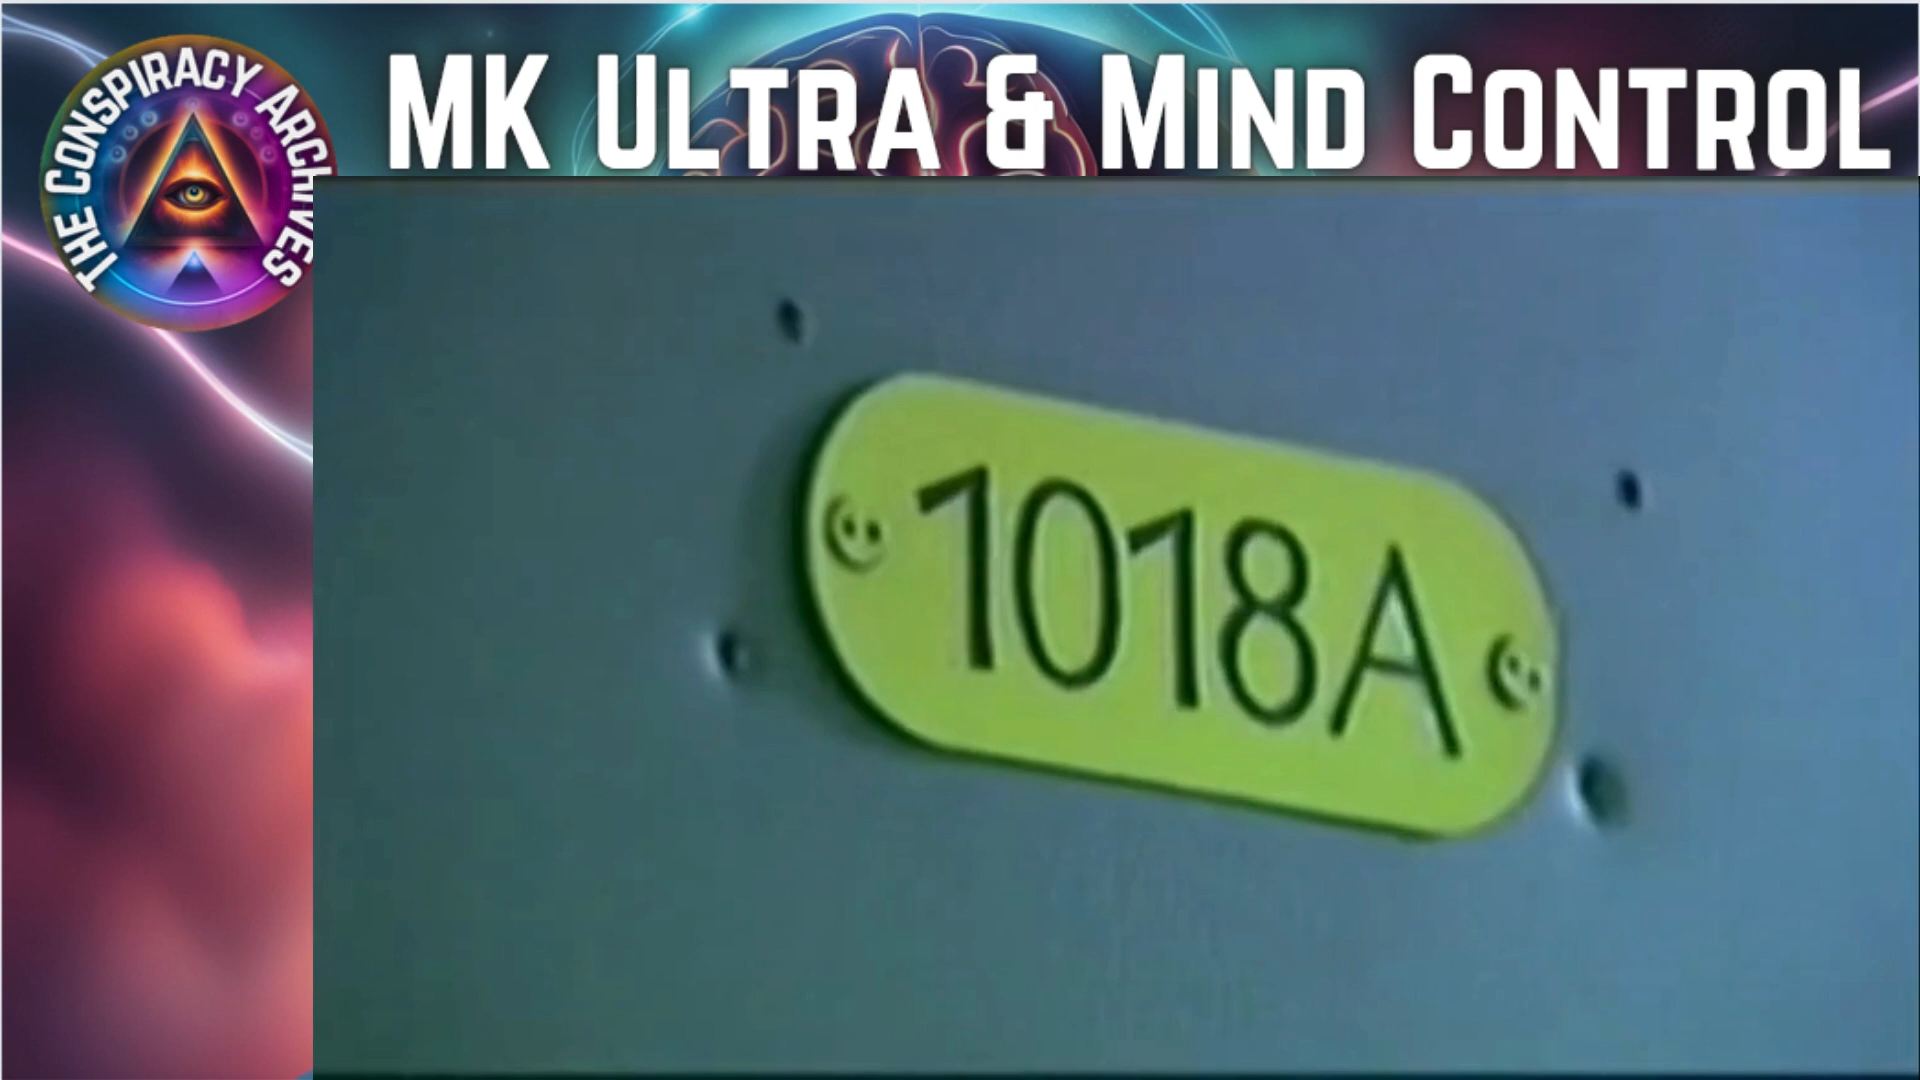 THE CONSPIRACY ARCHIVES
MK ULTRA & MIND CONTROL
1018A